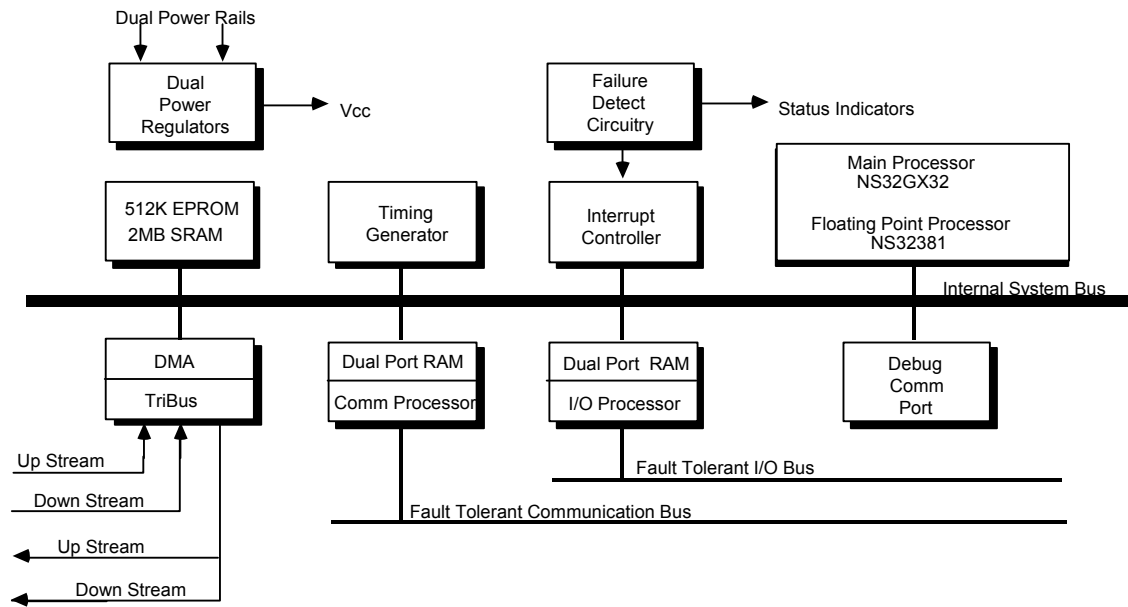 Dual Power Rails
Dual
Power
Regulators
Vcc
Failure
Detect
Circuitry
Status Indicators
512K EPROM
2MB SRAM
Timing
Generator
Interrupt
Controller
Main Processor
NS32GX32
Floating Point Processor
NS32381
Internal System Bus
DMA
TriBus
Dual Port RAM
Comm Processor
Dual Port RAM
I/O Processor
Debug
Comm
Port
Up Stream
Down Stream
Up Stream
Down Stream
Fault Tolerant I/O Bus
Fault Tolerant Communication Bus